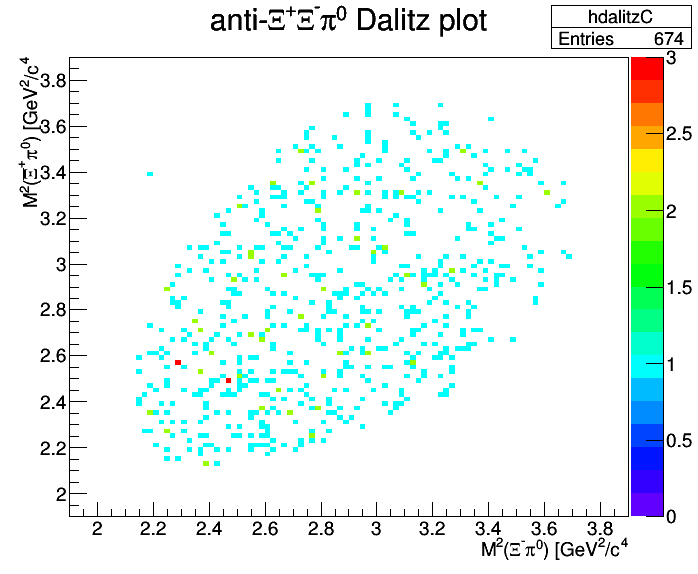 anti-Ξ⁺Ξ⁻π⁰ Dalitz plot
hdalitzC
Entries 674
M²(Ξ⁺π⁰) [GeV²/c⁴]
3.8
3.6
3.4
3.2
3
2.8
2.6
2.4
2.2
2
2 2.2 2.4 2.6 2.8 3 3.2 3.4 3.6 3.8
M²(Ξ⁻π⁰) [GeV²/c⁴]
3
2.5
2
1.5
1
0.5
0